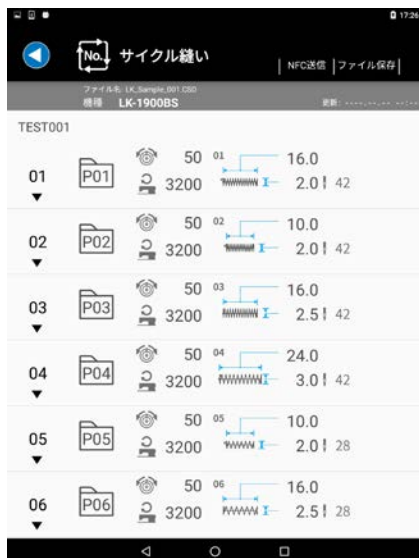 17:26
No. サイクル縫い
NFC送信 ファイル保存
ファイル名: LK_Sample_001.CSD
機種 LK-1900BS
更新: ----.--.-- --:--
TEST001
01 P01 50 3200 01 16.0 2.0 42
02 P02 50 3200 02 10.0 2.0 42
03 P03 50 3200 03 16.0 2.5 42
04 P04 50 3200 04 24.0 3.0 42
05 P05 50 3200 05 10.0 2.0 28
06 P06 50 3200 06 16.0 2.5 28